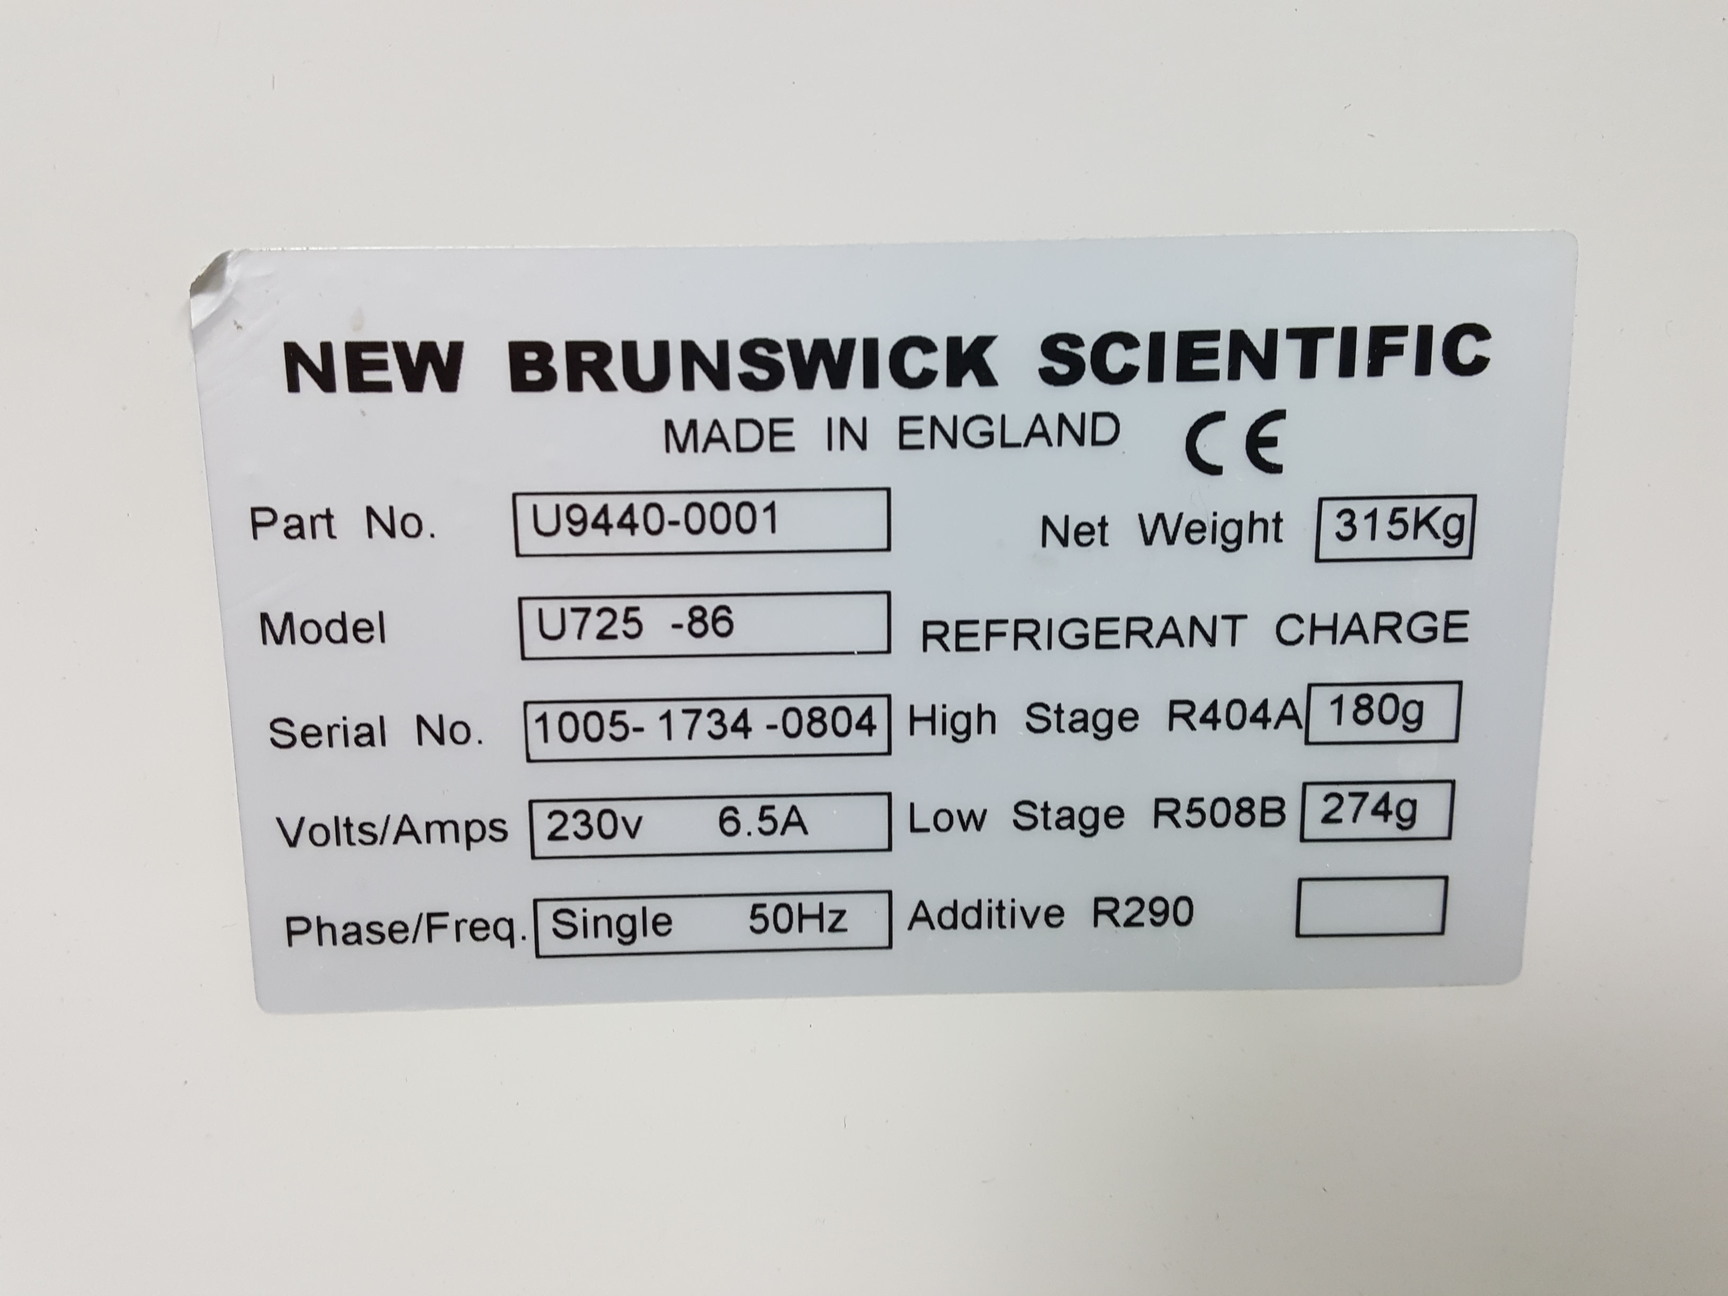 NEW BRUNSWICK SCIENTIFIC
MADE IN ENGLAND CE
Part No. U9440-0001 Net Weight 315Kg
Model U725 -86 REFRIGERANT CHARGE
Serial No. 1005- 1734 -0804 High Stage R404A 180g
Volts/Amps 230v 6.5A Low Stage R508B 274g
Phase/Freq. Single 50Hz Additive R290